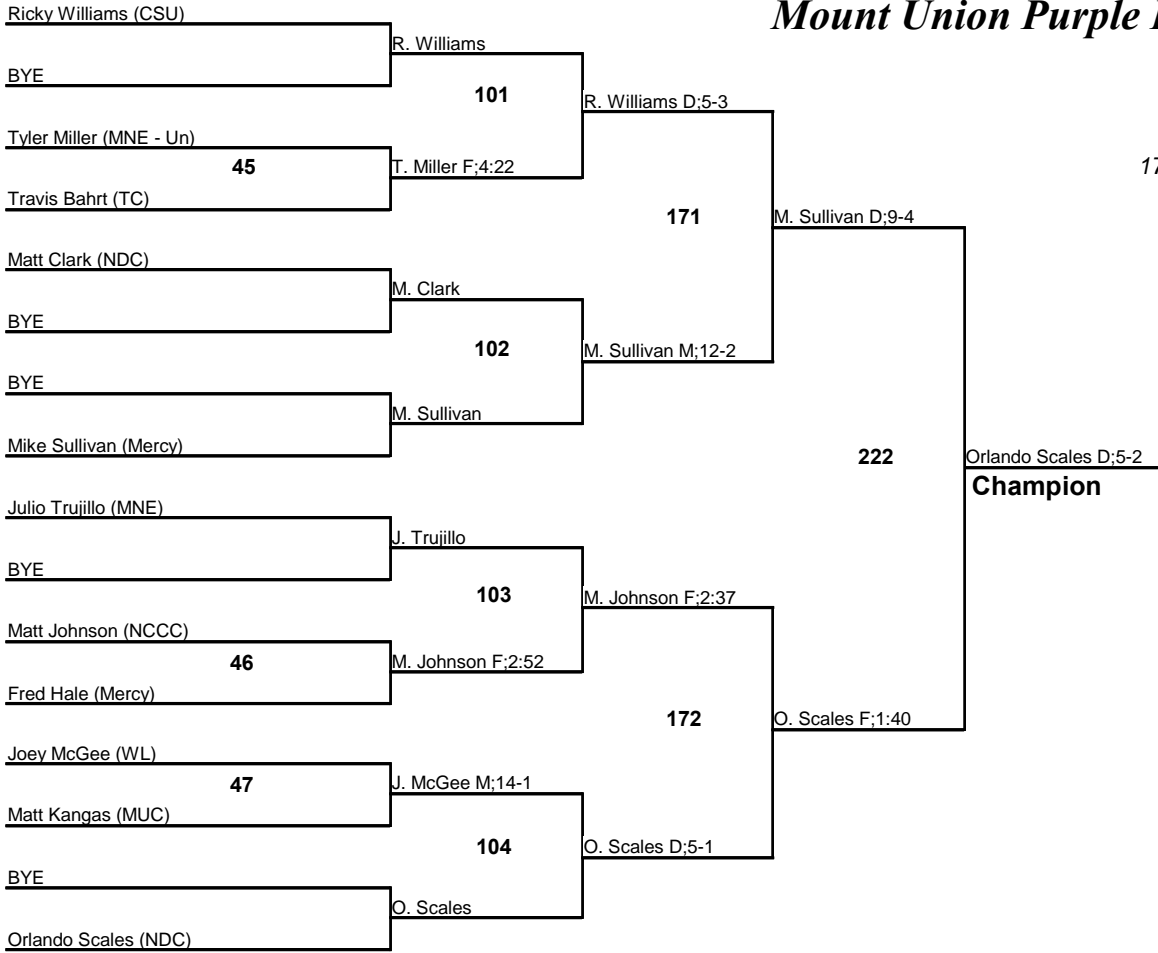 Mount Union Purple
17
Ricky Williams (CSU)
BYE
Tyler Miller (MNE - Un)
45
Travis Bahrt (TC)
Matt Clark (NDC)
BYE
BYE
Mike Sullivan (Mercy)
Julio Trujillo (MNE)
BYE
Matt Johnson (NCCC)
46
Fred Hale (Mercy)
Joey McGee (WL)
47
Matt Kangas (MUC)
BYE
Orlando Scales (NDC)
R. Williams
101
T. Miller F;4:22
M. Clark
102
M. Sullivan
J. Trujillo
103
M. Johnson F;2:52
J. McGee M;14-1
104
O. Scales
R. Williams D;5-3
171
M. Sullivan M;12-2
M. Johnson F;2:37
172
O. Scales D;5-1
M. Sullivan D;9-4
222
O. Scales F;1:40
Orlando Scales D;5-2
Champion